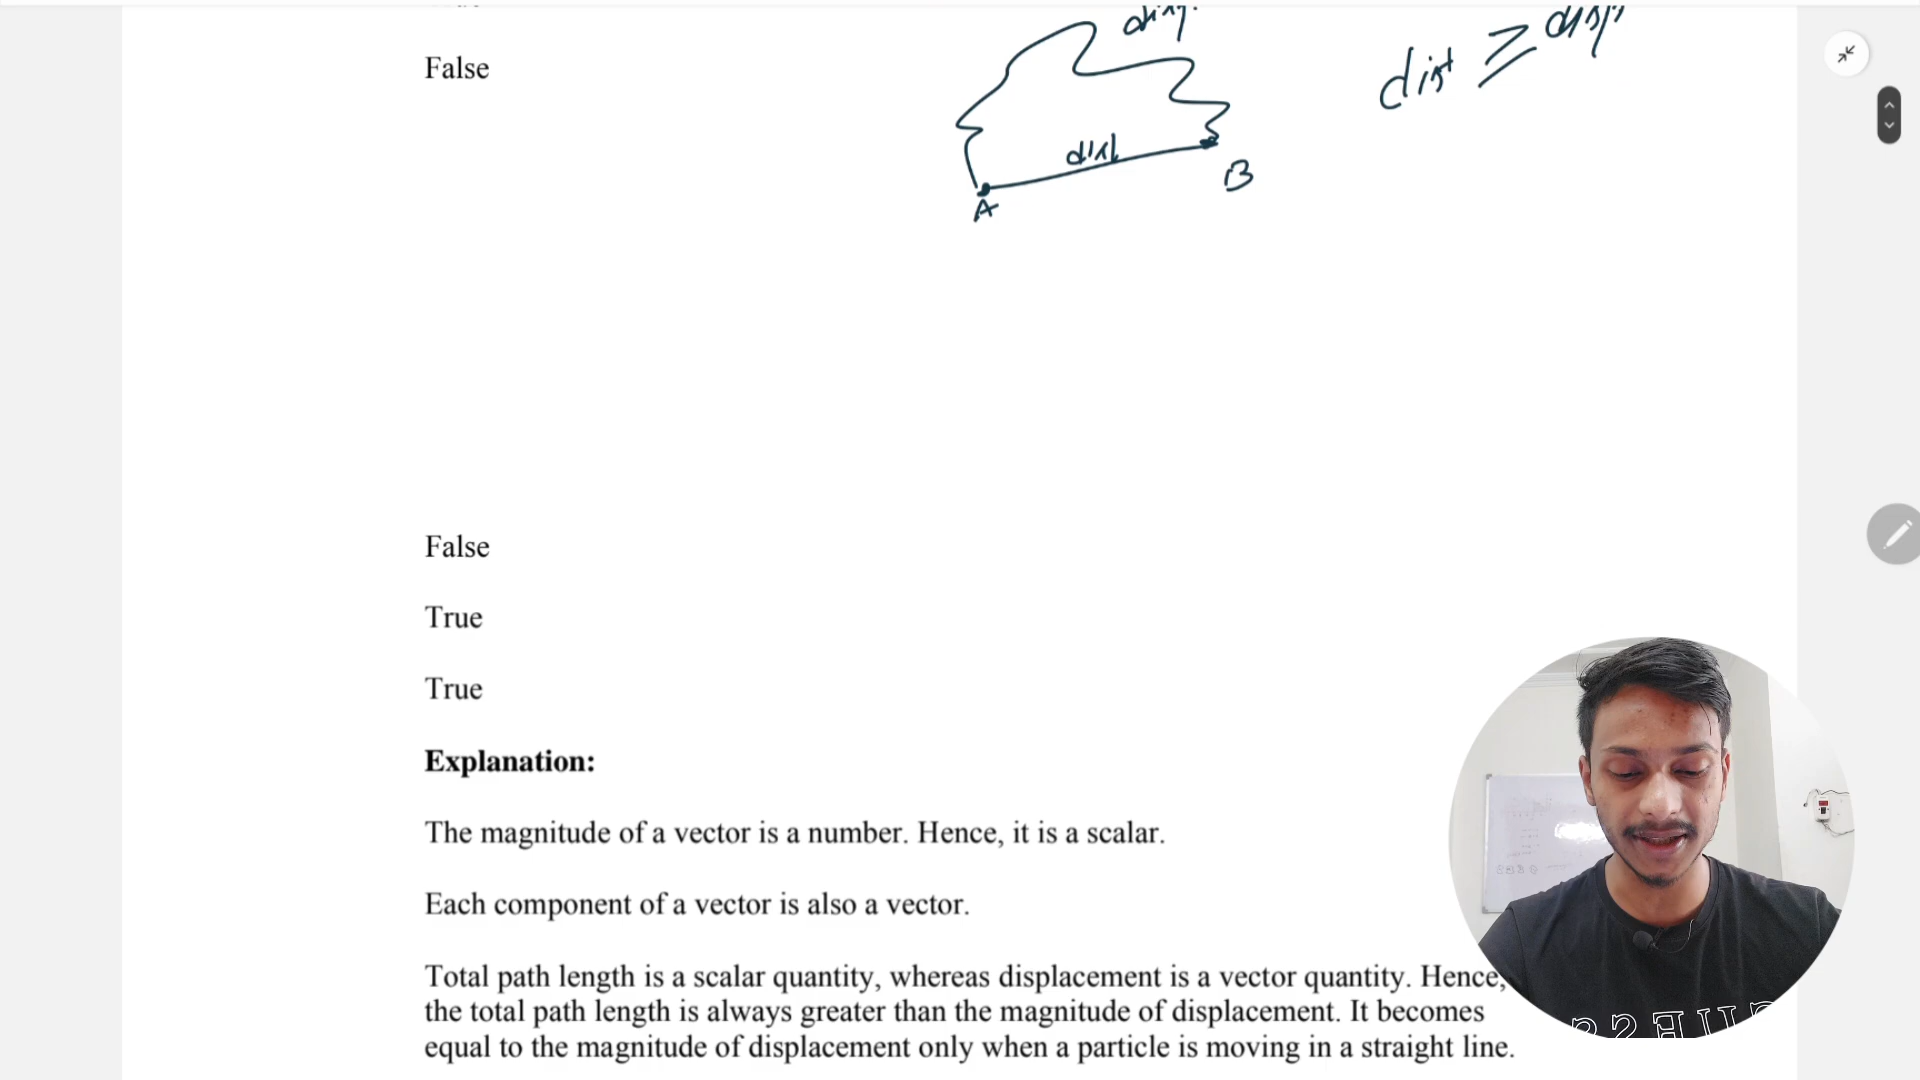 False
dist ≥ disp
A
B
False
True
True
Explanation:
The magnitude of a vector is a number. Hence, it is a scalar.
Each component of a vector is also a vector.
Total path length is a scalar quantity, whereas displacement is a vector quantity. Hence,
the total path length is always greater than the magnitude of displacement. It becomes
equal to the magnitude of displacement only when a particle is moving in a straight line.